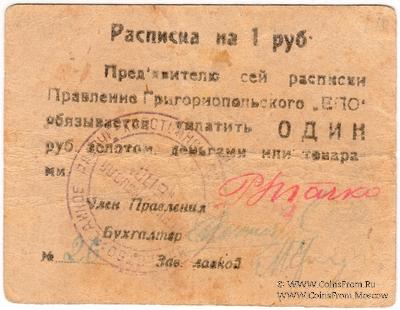 Расписка на 1 руб.
Пред'явителю сей расписки
Правление Григориопольского „ЕПО"
обязывается уплатить ОДИН
руб. золотом, деньгами или товара
ми.
Член Правления
Бухгалтер
№ Зав. лавкой
© www.CoinsFrom.Ru
© www.CoinsFrom.Moscow